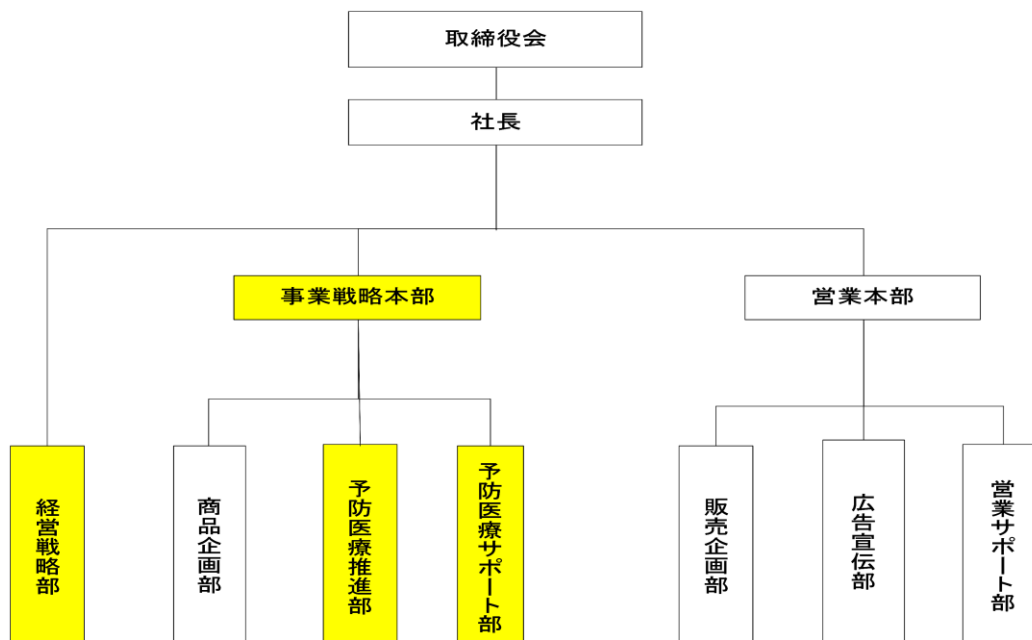 取締役会
社長
事業戦略本部
営業本部
経営戦略部
商品企画部
予防医療推進部
予防医療サポート部
販売企画部
広告宣伝部
営業サポート部